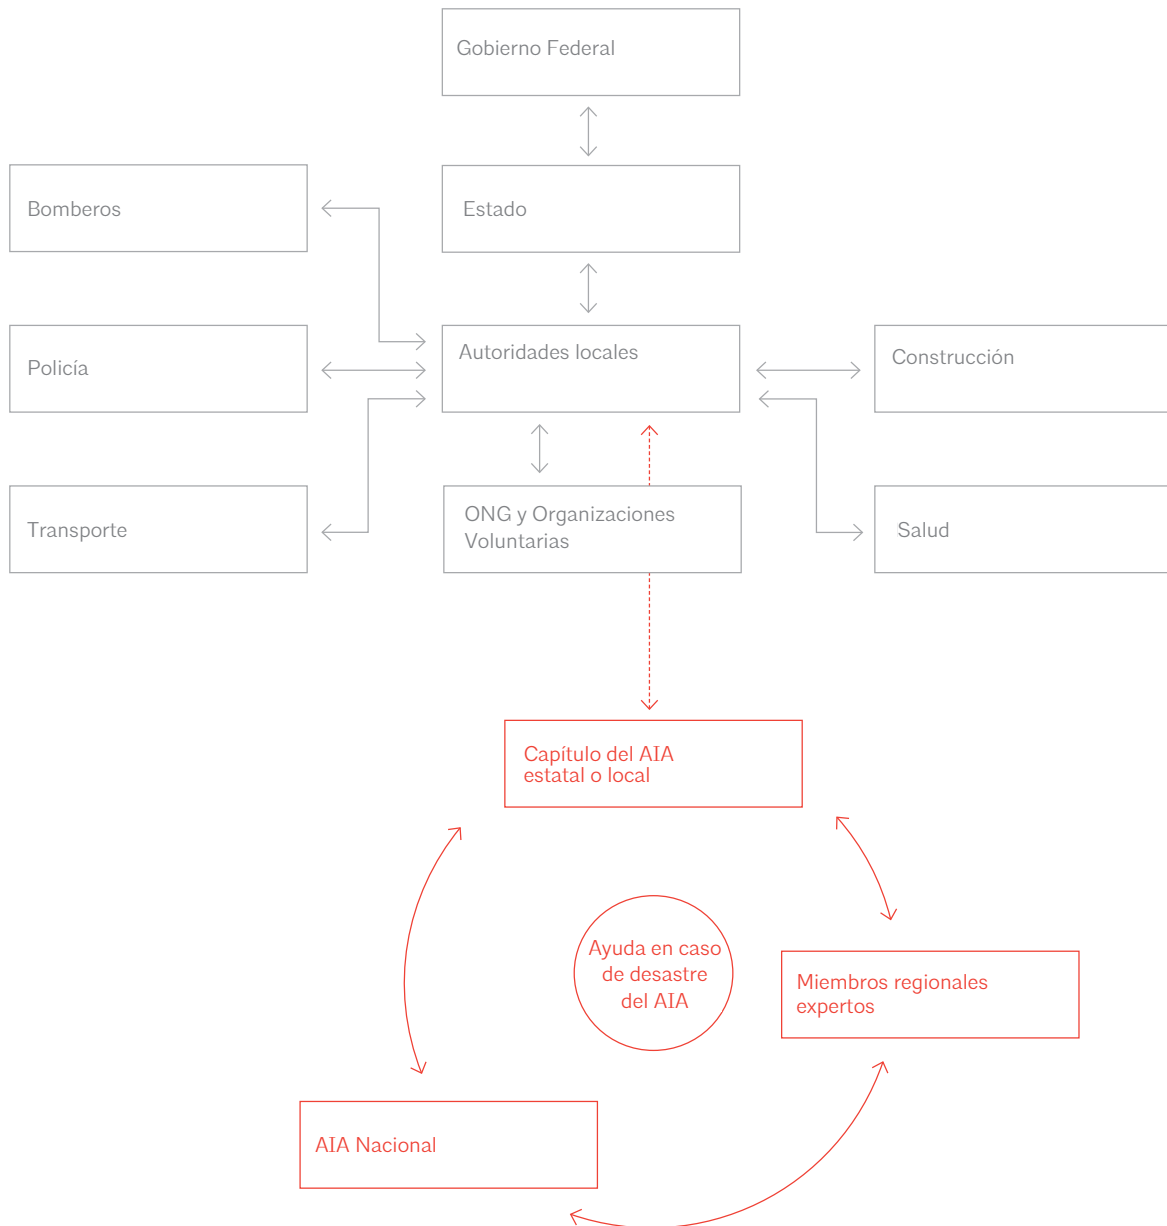 Gobierno Federal
Bomberos
Estado
Policía
Autoridades locales
Construcción
Transporte
ONG y Organizaciones
Voluntarias
Salud
Capítulo del AIA
estatal o local
Ayuda en caso
de desastre
del AIA
Miembros regionales
expertos
AIA Nacional